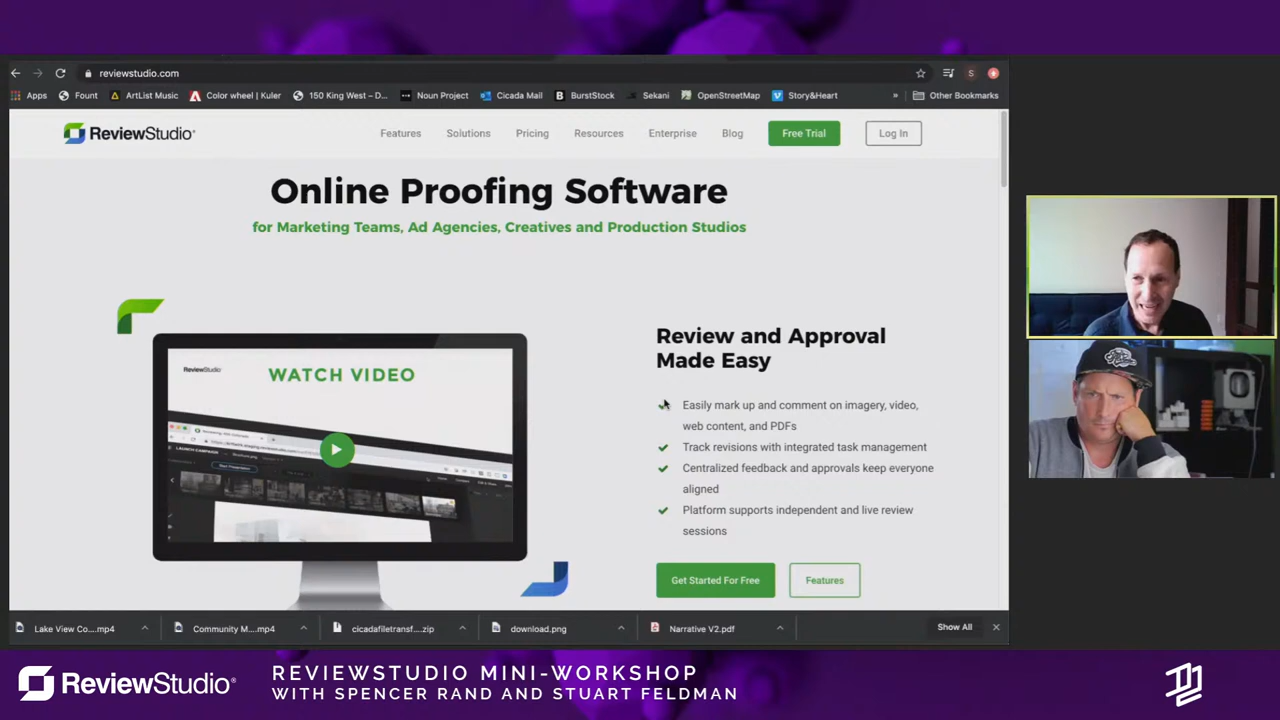 reviewstudio.com
S
Apps
Fount
ArtList Music
Color wheel | Kuler
150 King West – D...
Noun Project
Cicada Mail
BurstStock
Sekani
OpenStreetMap
Story&Heart
»
Other Bookmarks
ReviewStudio
Features
Solutions
Pricing
Resources
Enterprise
Blog
Free Trial
Log In
Online Proofing Software
for Marketing Teams, Ad Agencies, Creatives and Production Studios
ReviewStudio
WATCH VIDEO
Review and Approval
Made Easy
Easily mark up and comment on imagery, video,
web content, and PDFs
Track revisions with integrated task management
Centralized feedback and approvals keep everyone
aligned
Platform supports independent and live review
sessions
Get Started For Free
Features
Lake View Co....mp4
Community M....mp4
cicadafiletransf...zip
download.png
Narrative V2.pdf
Show All
ReviewStudio
REVIEWSTUDIO MINI-WORKSHOP
WITH SPENCER RAND AND STUART FELDMAN